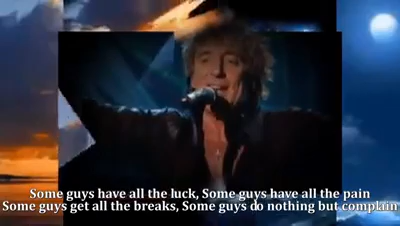 Some guys have all the luck, Some guys have all the pain
Some guys get all the breaks, Some guys do nothing but complain